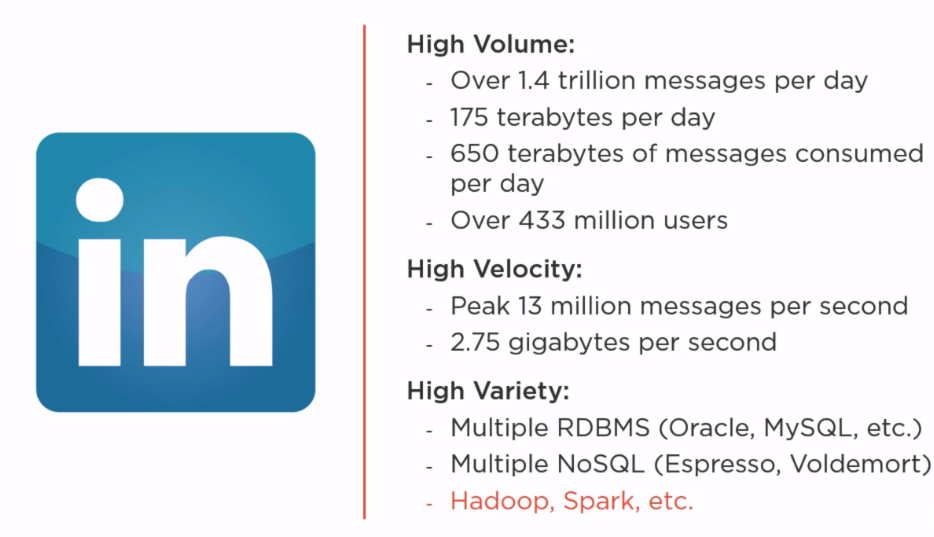 in
High Volume:
- Over 1.4 trillion messages per day
- 175 terabytes per day
- 650 terabytes of messages consumed
per day
- Over 433 million users
High Velocity:
- Peak 13 million messages per second
- 2.75 gigabytes per second
High Variety:
- Multiple RDBMS (Oracle, MySQL, etc.)
- Multiple NoSQL (Espresso, Voldemort)
- Hadoop, Spark, etc.